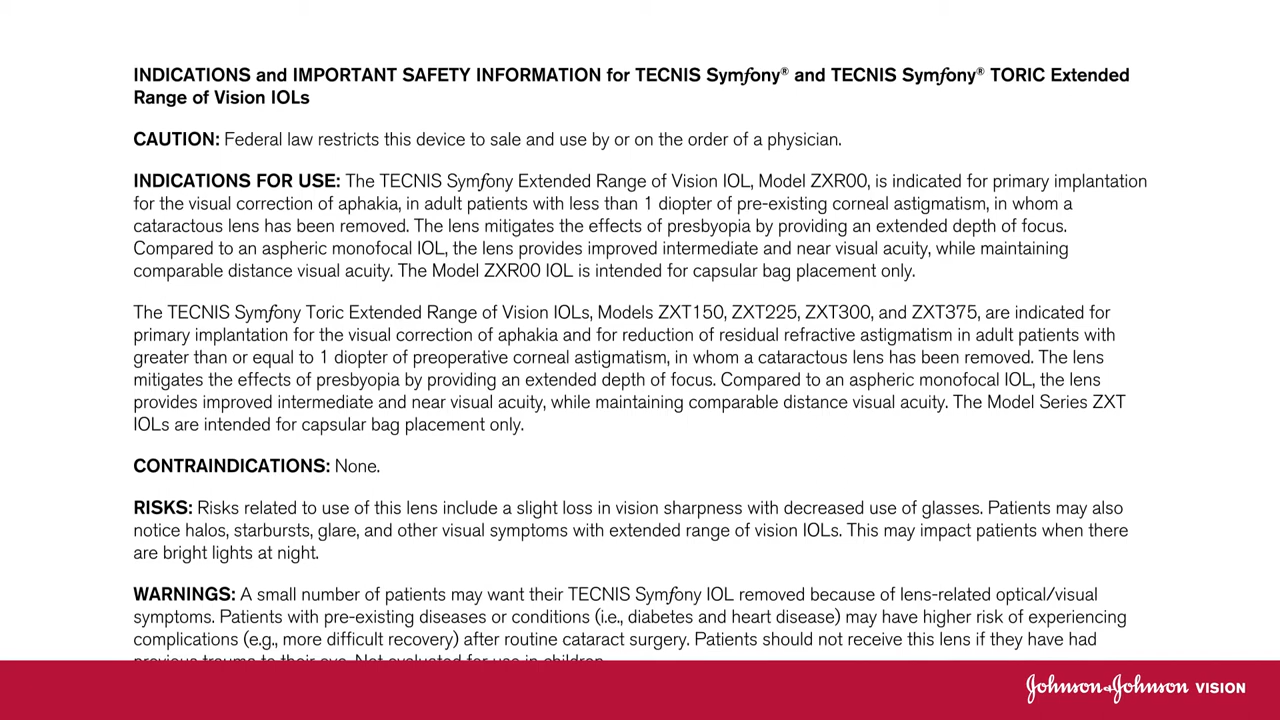 INDICATIONS and IMPORTANT SAFETY INFORMATION for TECNIS Symfony® and TECNIS Symfony® TORIC Extended
Range of Vision IOLs
CAUTION: Federal law restricts this device to sale and use by or on the order of a physician.
INDICATIONS FOR USE: The TECNIS Symfony Extended Range of Vision IOL, Model ZXR00, is indicated for primary implantation
for the visual correction of aphakia, in adult patients with less than 1 diopter of pre-existing corneal astigmatism, in whom a
cataractous lens has been removed. The lens mitigates the effects of presbyopia by providing an extended depth of focus.
Compared to an aspheric monofocal IOL, the lens provides improved intermediate and near visual acuity, while maintaining
comparable distance visual acuity. The Model ZXR00 IOL is intended for capsular bag placement only.
The TECNIS Symfony Toric Extended Range of Vision IOLs, Models ZXT150, ZXT225, ZXT300, and ZXT375, are indicated for
primary implantation for the visual correction of aphakia and for reduction of residual refractive astigmatism in adult patients with
greater than or equal to 1 diopter of preoperative corneal astigmatism, in whom a cataractous lens has been removed. The lens
mitigates the effects of presbyopia by providing an extended depth of focus. Compared to an aspheric monofocal IOL, the lens
provides improved intermediate and near visual acuity, while maintaining comparable distance visual acuity. The Model Series ZXT
IOLs are intended for capsular bag placement only.
CONTRAINDICATIONS: None.
RISKS: Risks related to use of this lens include a slight loss in vision sharpness with decreased use of glasses. Patients may also
notice halos, starbursts, glare, and other visual symptoms with extended range of vision IOLs. This may impact patients when there
are bright lights at night.
WARNINGS: A small number of patients may want their TECNIS Symfony IOL removed because of lens-related optical/visual
symptoms. Patients with pre-existing diseases or conditions (i.e., diabetes and heart disease) may have higher risk of experiencing
complications (e.g., more difficult recovery) after routine cataract surgery. Patients should not receive this lens if they have had
previous trauma to their eye. Not evaluated for use in children.
Johnson & Johnson VISION